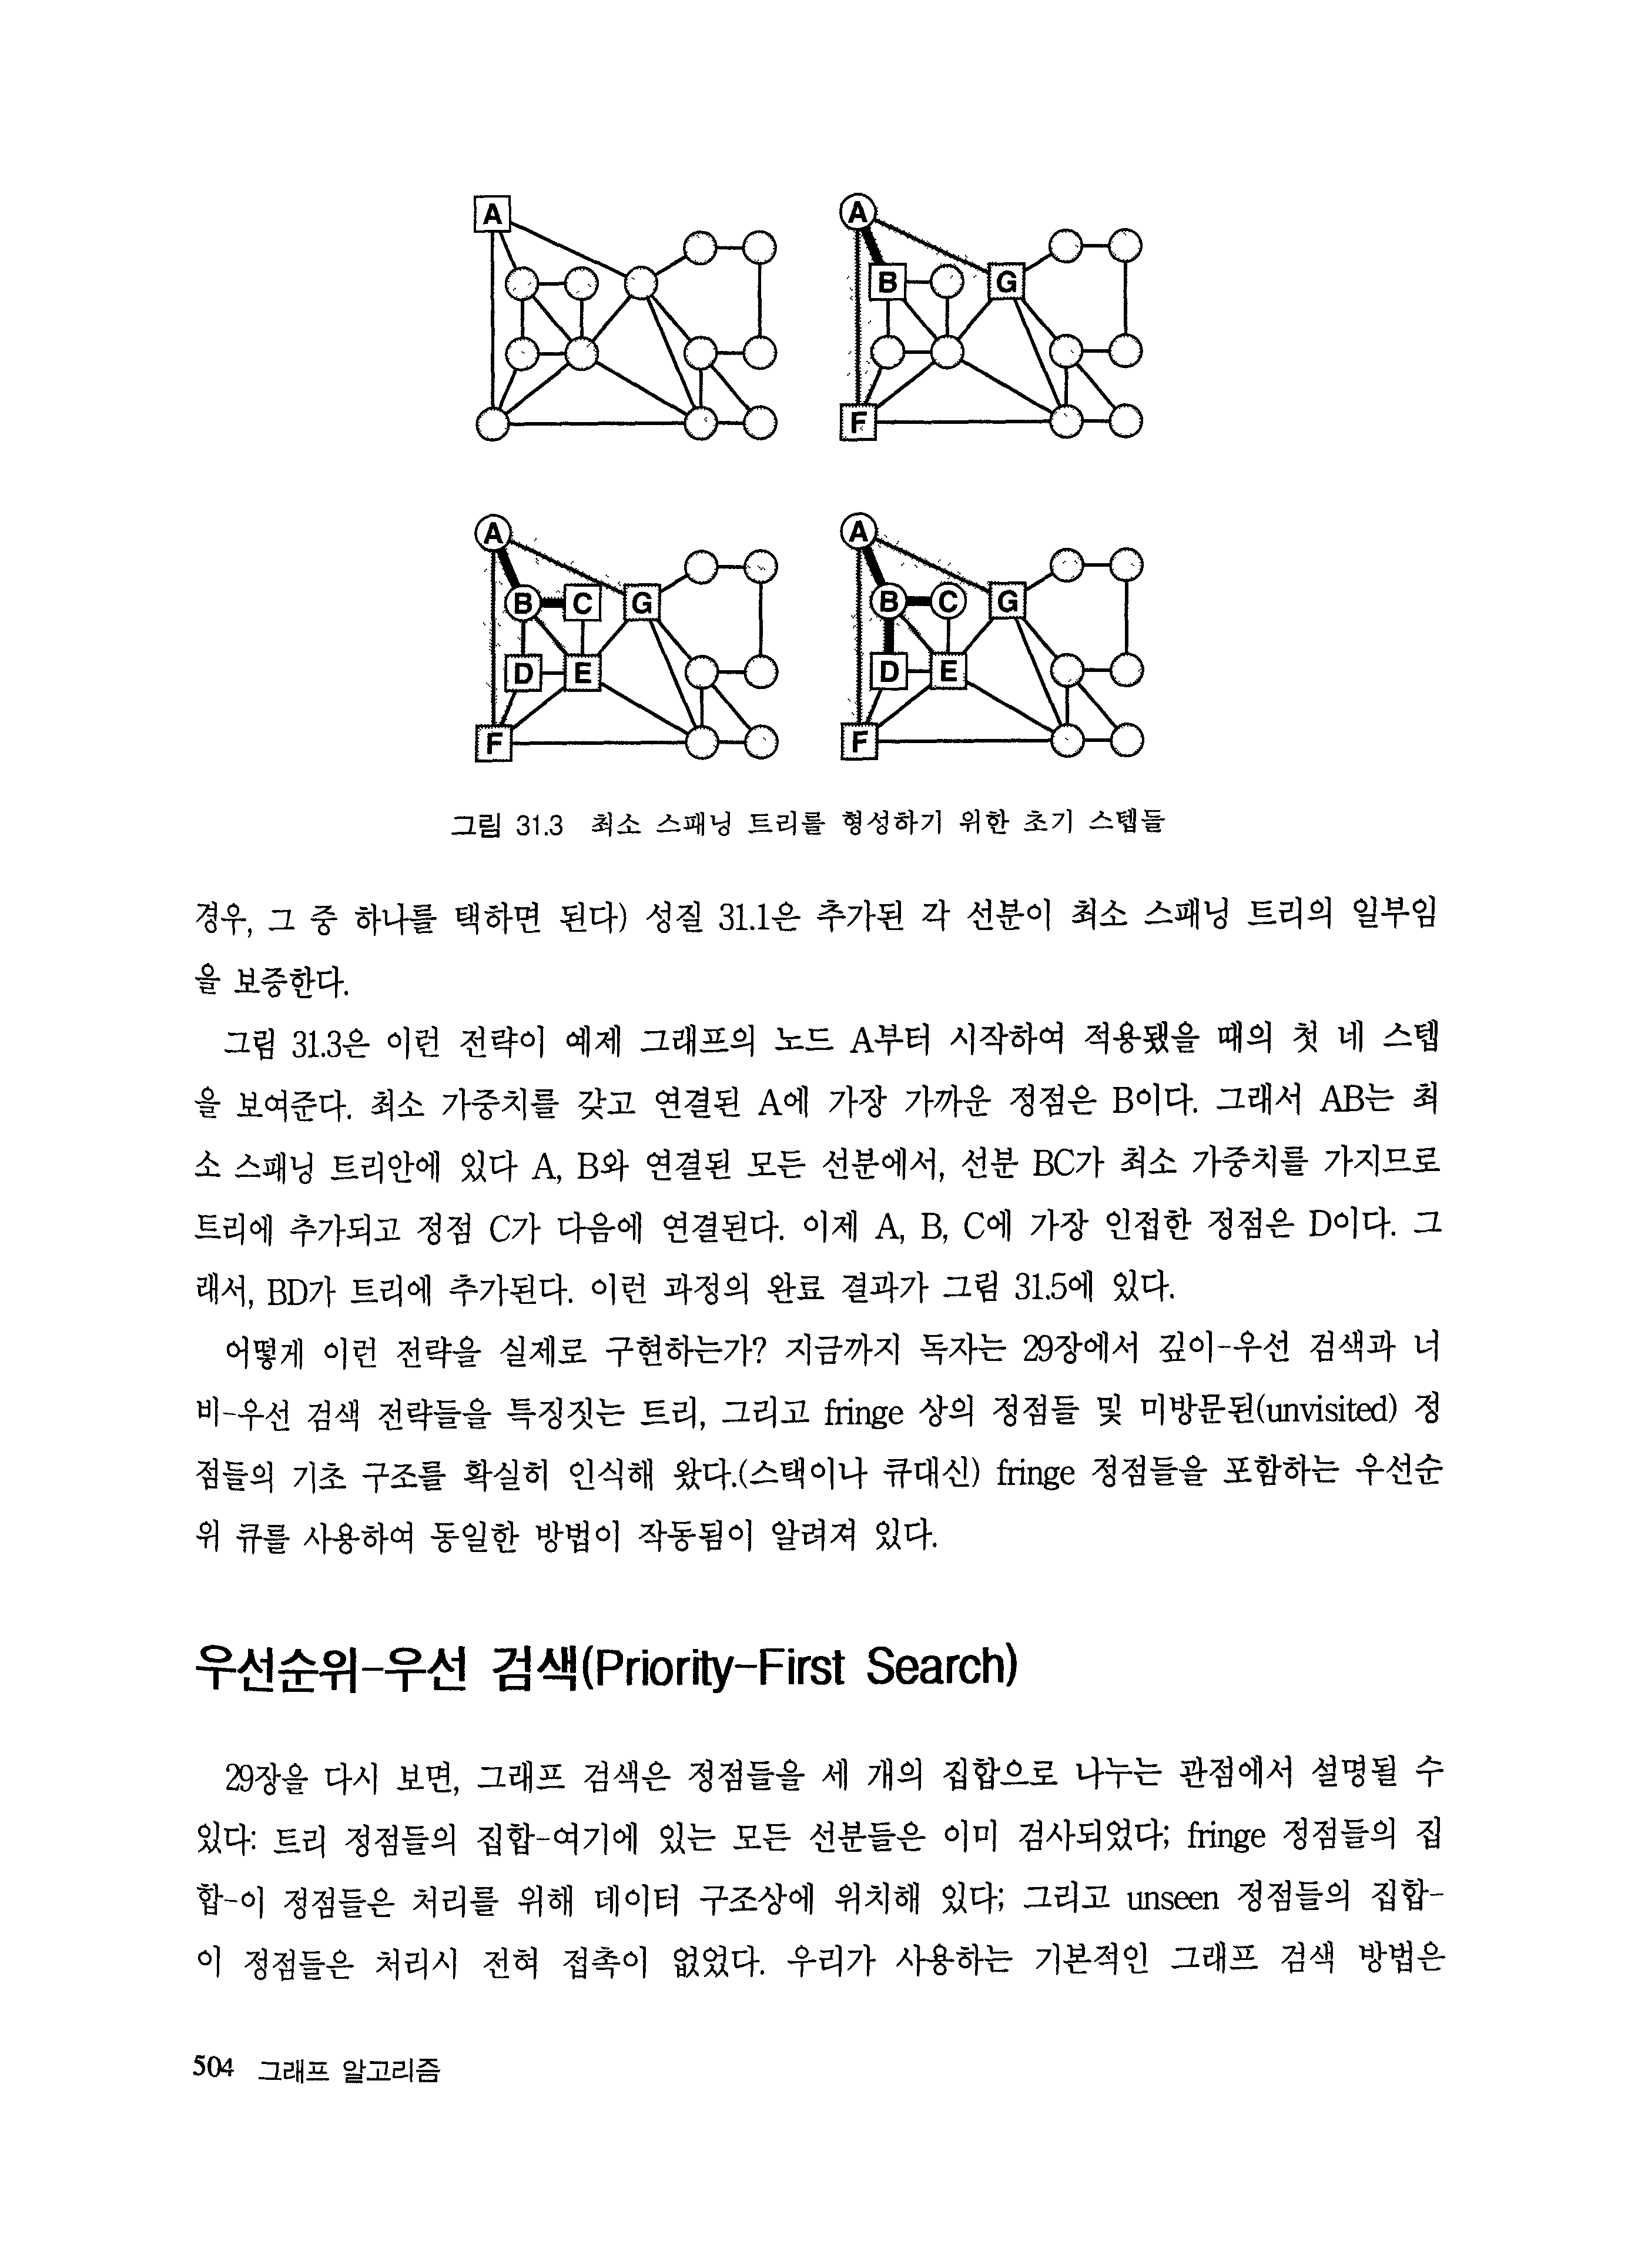 A
A
B
G
F
A
B
C
G
D
E
F
A
B
C
G
D
E
F
그림 31.3 최소 스패닝 트리를 형성하기 위한 초기 스텝들
경우, 그 중 하나를 택하면 된다) 성질 31.1은 추가된 각 선분이 최소 스패닝 트리의 일부임
을 보증한다.
그림 31.3은 이런 전략이 예제 그래프의 노드 A부터 시작하여 적용됐을 때의 첫 네 스텝
을 보여준다. 최소 가중치를 갖고 연결된 A에 가장 가까운 정점은 B이다. 그래서 AB는 최
소 스패닝 트리안에 있다 A, B와 연결된 모든 선분에서, 선분 BC가 최소 가중치를 가지므로
트리에 추가되고 정점 C가 다음에 연결된다. 이제 A, B, C에 가장 인접한 정점은 D이다. 그
래서, BD가 트리에 추가된다. 이런 과정의 완료 결과가 그림 31.5에 있다.
어떻게 이런 전략을 실제로 구현하는가? 지금까지 독자는 29장에서 깊이-우선 검색과 너
비-우선 검색 전략들을 특징짓는 트리, 그리고 fringe 상의 정점들 및 미방문된(unvisited) 정
점들의 기초 구조를 확실히 인식해 왔다.(스택이나 큐대신) fringe 정점들을 포함하는 우선순
위 큐를 사용하여 동일한 방법이 작동됨이 알려져 있다.
우선순위-우선 검색(Priority-First Search)
29장을 다시 보면, 그래프 검색은 정점들을 세 개의 집합으로 나누는 관점에서 설명될 수
있다: 트리 정점들의 집합-여기에 있는 모든 선분들은 이미 검사되었다; fringe 정점들의 집
합-이 정점들은 처리를 위해 데이터 구조상에 위치해 있다; 그리고 unseen 정점들의 집합-
이 정점들은 처리시 전혀 접촉이 없었다. 우리가 사용하는 기본적인 그래프 검색 방법은
504 그래프 알고리즘